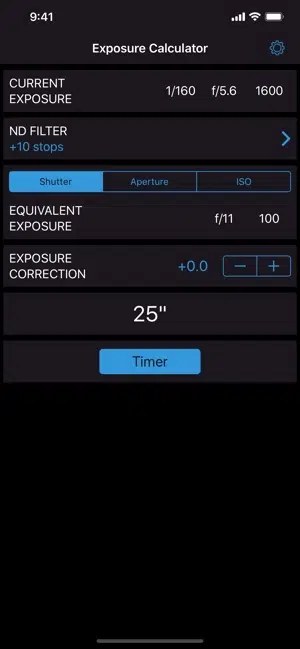 9:41
Exposure Calculator
CURRENT
EXPOSURE
1/160 f/5.6 1600
ND FILTER
+10 stops
Shutter Aperture ISO
EQUIVALENT
EXPOSURE
f/11 100
EXPOSURE
CORRECTION
+0.0 − +
25"
Timer